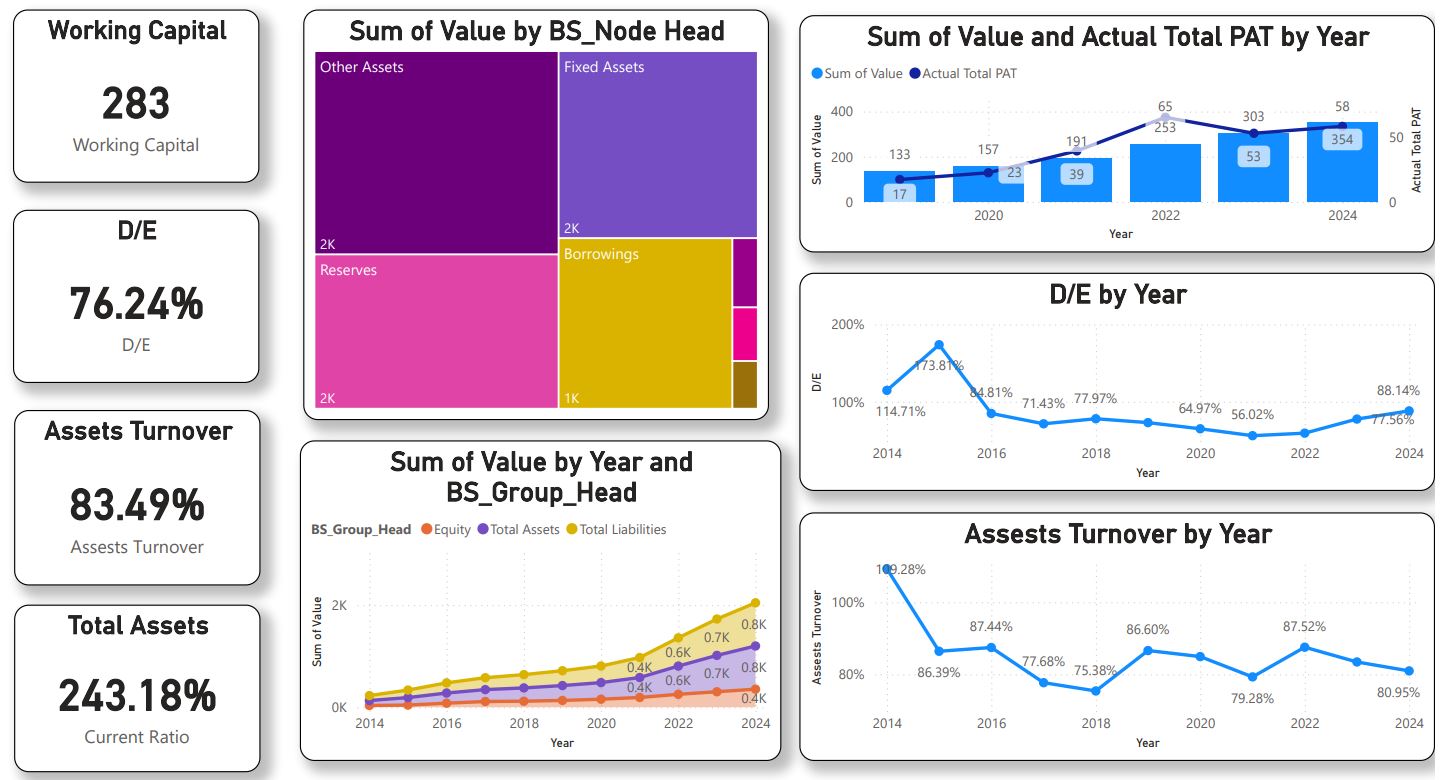 Working Capital
283
Working Capital
D/E
76.24%
D/E
Assets Turnover
83.49%
Assests Turnover
Total Assets
243.18%
Current Ratio
Sum of Value by BS_Node Head
Other Assets
2K
Fixed Assets
2K
Reserves
2K
Borrowings
1K
Sum of Value by Year and
BS_Group_Head
BS_Group_Head Equity Total Assets Total Liabilities
Sum of Value
2K
0K
0.4K 0.6K 0.7K 0.8K
0.4K 0.6K 0.7K 0.8K
0.4K
2014 2016 2018 2020 2022 2024
Year
Sum of Value and Actual Total PAT by Year
Sum of Value Actual Total PAT
Sum of Value
400
200
0
133 157 191 65 303 58
253
17 23 39 53 354
50
0
Actual Total PAT
2020 2022 2024
Year
D/E by Year
D/E
200%
100%
114.71% 173.81% 84.81% 71.43% 77.97% 64.97% 56.02% 77.56% 88.14%
2014 2016 2018 2020 2022 2024
Year
Assests Turnover by Year
Assests Turnover
100%
80%
86.39% 87.44% 77.68% 75.38% 86.60% 79.28% 87.52% 80.95%
2014 2016 2018 2020 2022 2024
Year